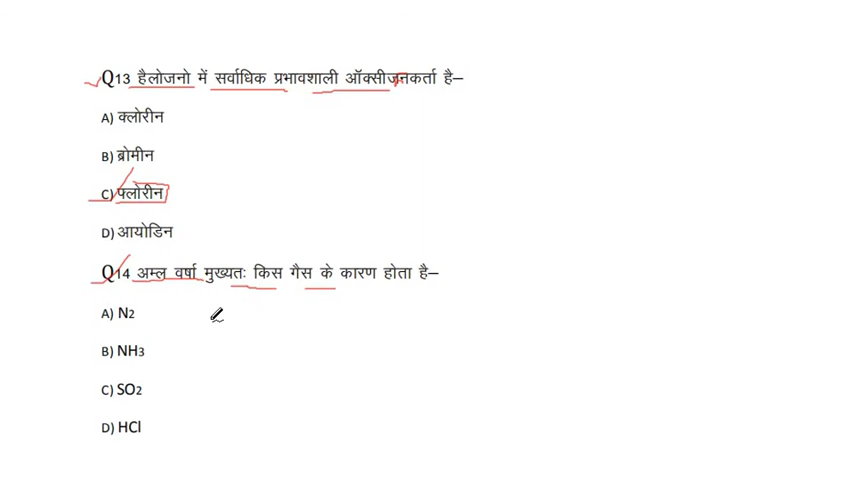 Q13 हैलोजनो में सर्वाधिक प्रभावशाली ऑक्सीजनकर्ता है–
A) क्लोरीन
B) ब्रोमीन
C) फ्लोरीन
D) आयोडिन
Q14 अम्ल वर्षा मुख्यतः किस गैस के कारण होता है–
A) N2
B) NH3
C) SO2
D) HCl